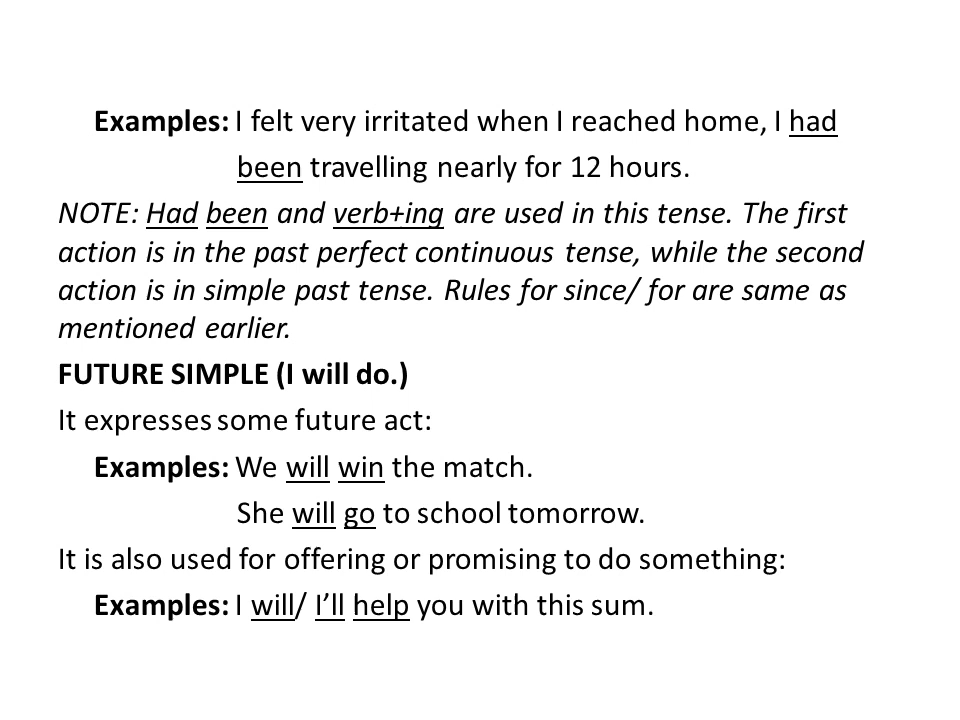 Examples: I felt very irritated when I reached home, I had
been travelling nearly for 12 hours.
NOTE: Had been and verb+ing are used in this tense. The first
action is in the past perfect continuous tense, while the second
action is in simple past tense. Rules for since/ for are same as
mentioned earlier.
FUTURE SIMPLE (I will do.)
It expresses some future act:
Examples: We will win the match.
She will go to school tomorrow.
It is also used for offering or promising to do something:
Examples: I will/ I’ll help you with this sum.